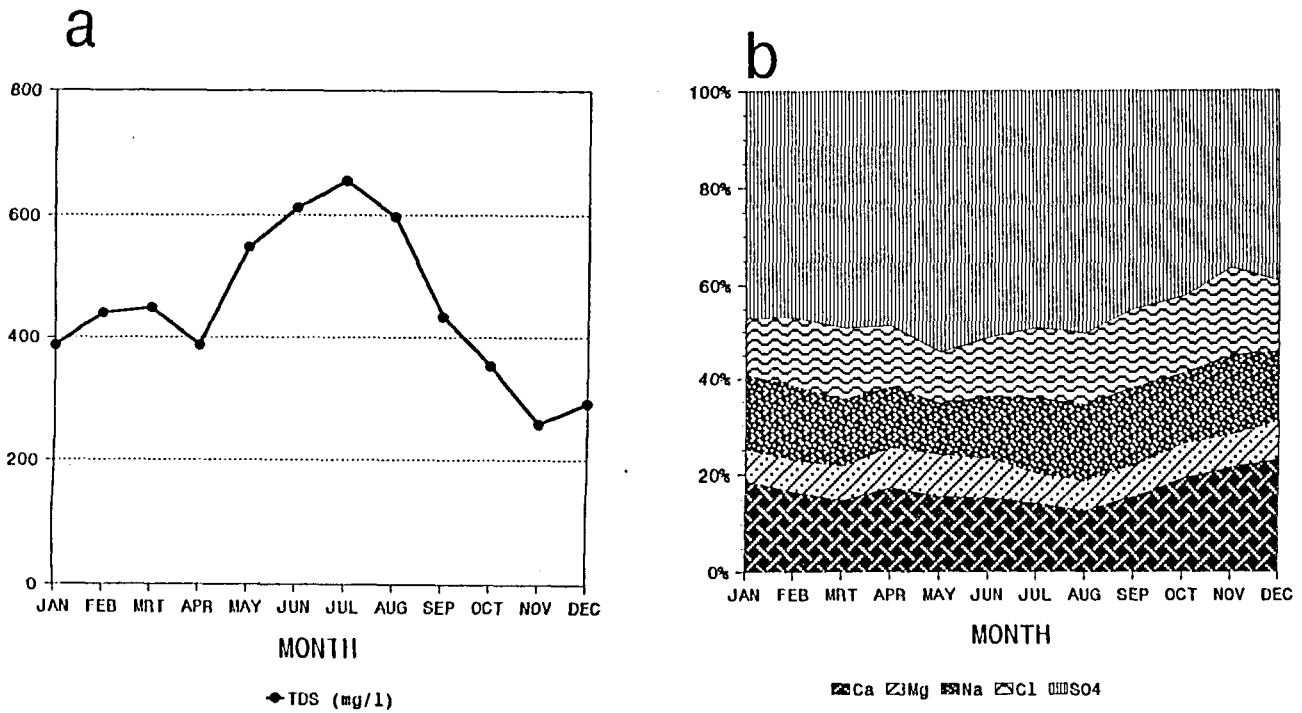 a
800
600
400
200
0
JAN FEB MRT APR MAY JUN JUL AUG SEP OCT NOV DEC
MONTH
TDS (mg/l)
b
100%
80%
60%
40%
20%
0%
JAN FEB MRT APR MAY JUN JUL AUG SEP OCT NOV DEC
MONTH
Ca Mg Na Cl SO4